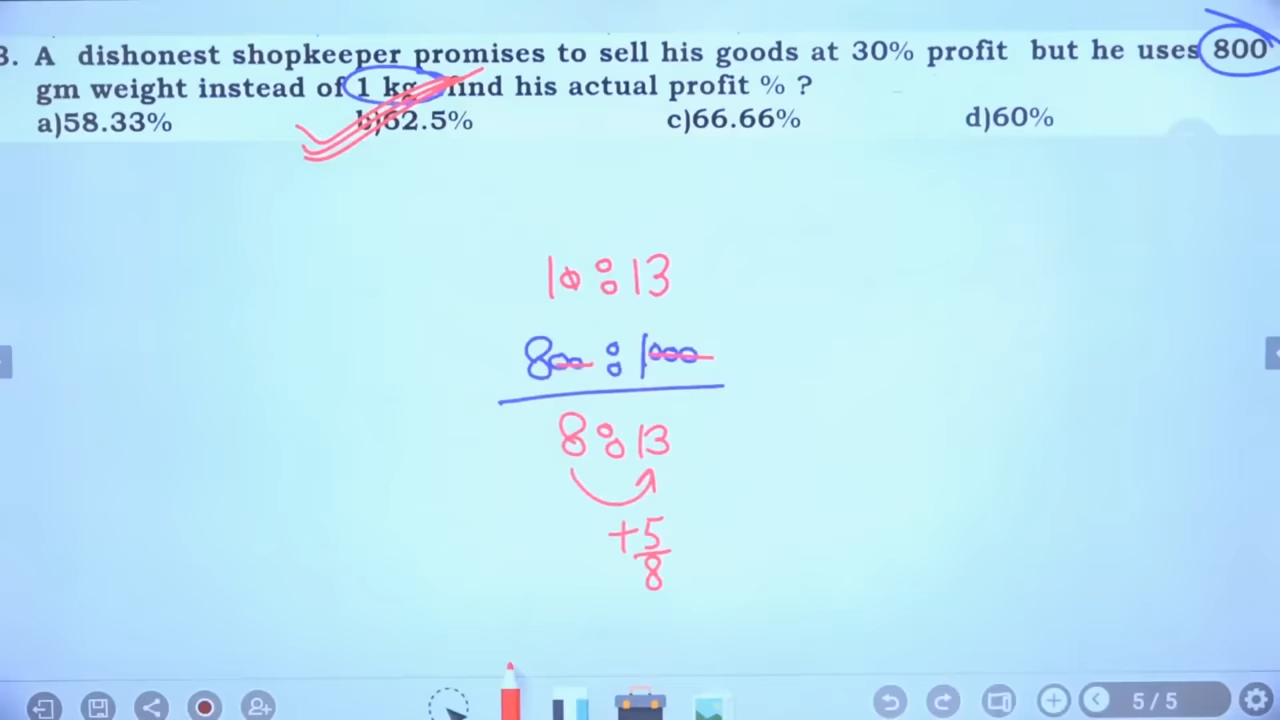 3. A dishonest shopkeeper promises to sell his goods at 30% profit but he uses 800
gm weight instead of 1 kg find his actual profit % ?
a)58.33% b)62.5% c)66.66% d)60%
10 : 13
800 : 1000
8 : 13
+5/8
5 / 5